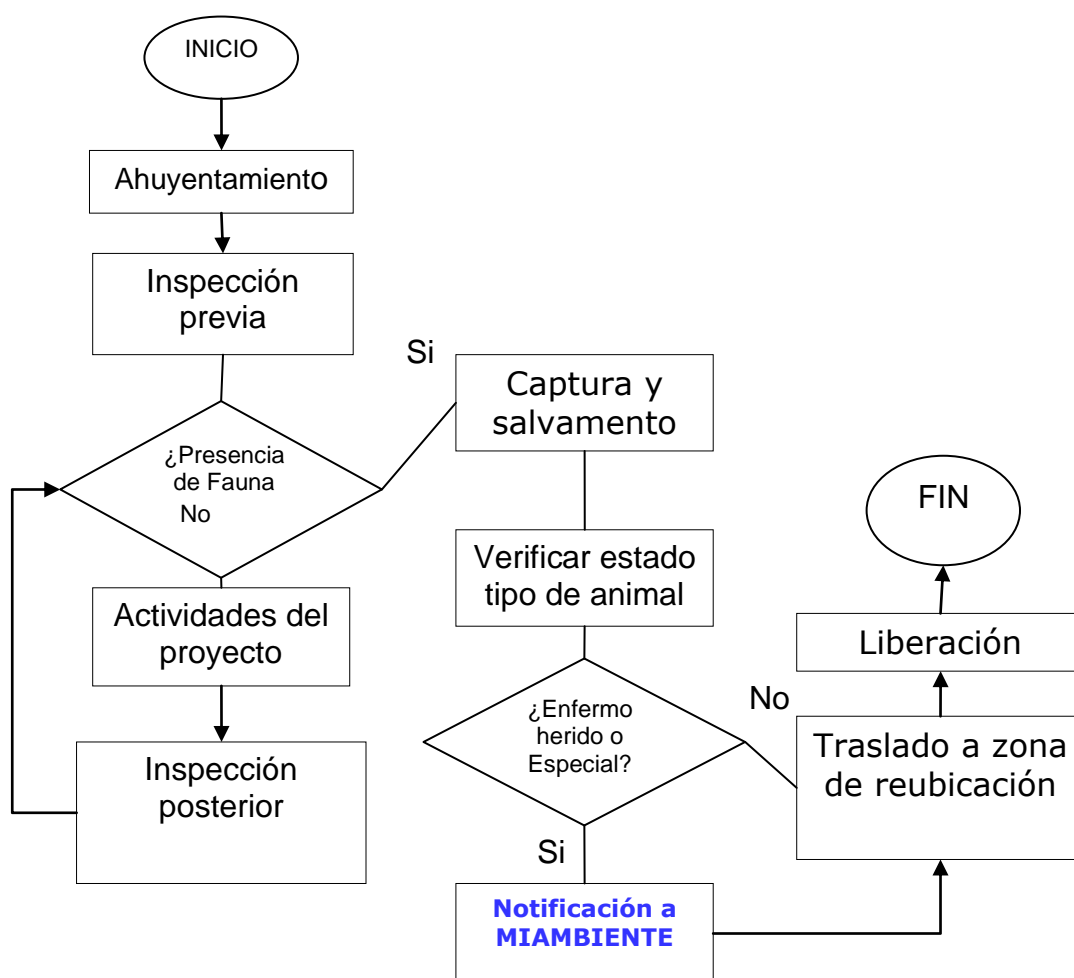 INICIO
Ahuyentamiento
Inspección
previa
¿Presencia
de Fauna
No
Actividades del
proyecto
Inspección
posterior
Si
Captura y
salvamento
Verificar estado
tipo de animal
¿Enfermo
herido o
Especial?
Si
Notificación a
MIAMBIENTE
No
Traslado a zona
de reubicación
Liberación
FIN